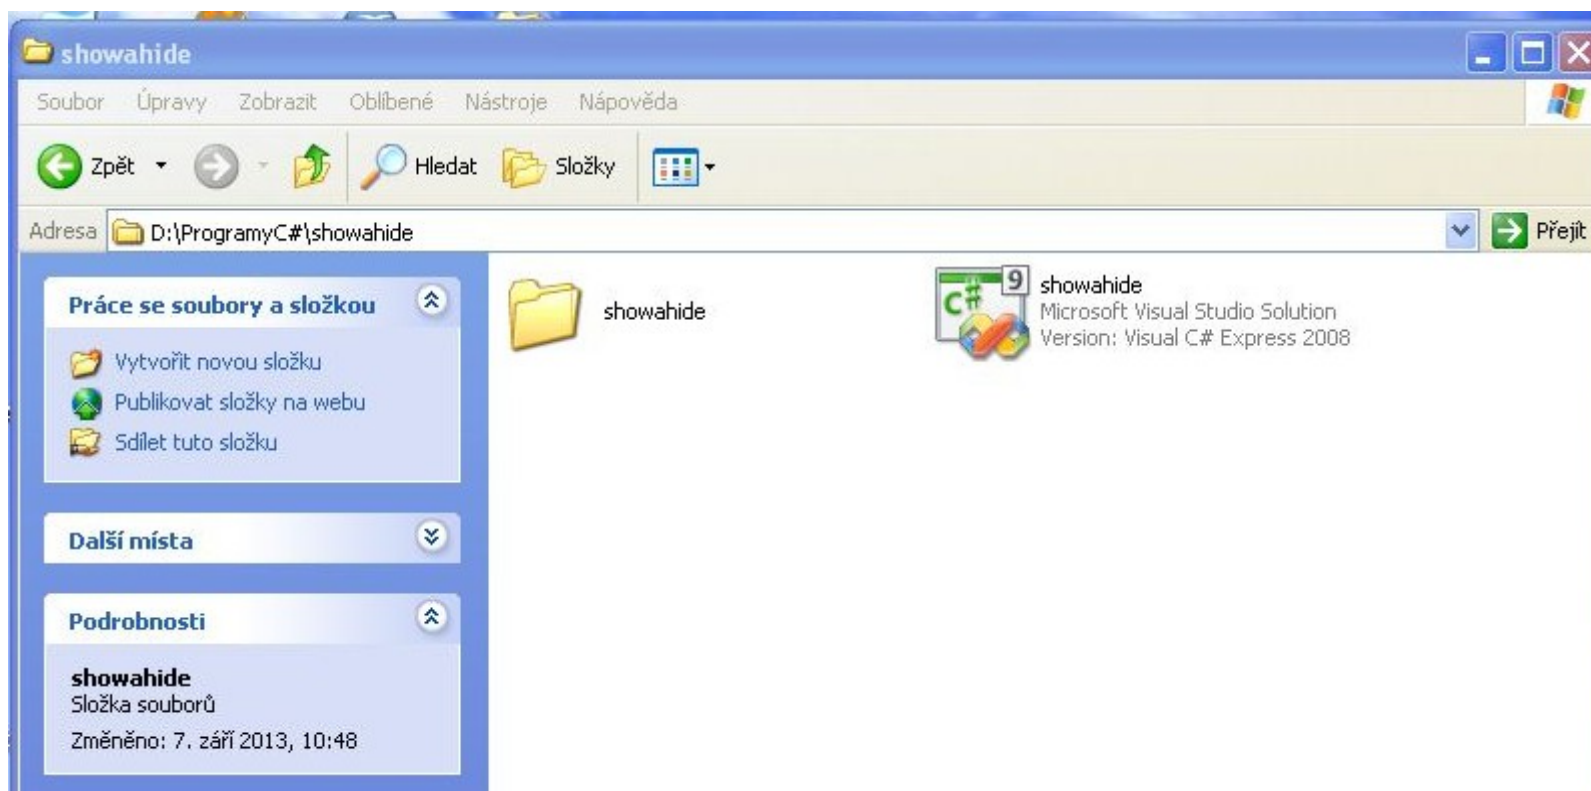 showahide
Soubor Úpravy Zobrazit Oblíbené Nástroje Nápověda
Zpět Hledat Složky
Adresa D:\ProgramyC#\showahide Přejít
Práce se soubory a složkou
Vytvořit novou složku
Publikovat složky na webu
Sdílet tuto složku
Další místa
Podrobnosti
showahide
Složka souborů
Změněno: 7. září 2013, 10:48
showahide
C# 9
showahide
Microsoft Visual Studio Solution
Version: Visual C# Express 2008